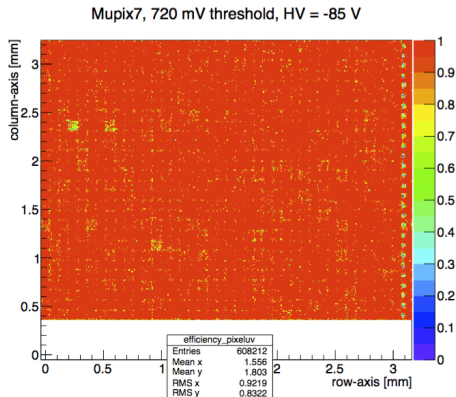 Mupix7, 720 mV threshold, HV = -85 V
column-axis [mm]
3
2.5
2
1.5
1
0.5
0
0 0.5 1 1.5 2 2.5 3
row-axis [mm]
1
0.9
0.8
0.7
0.6
0.5
0.4
0.3
0.2
0.1
0
efficiency_pixeluv
Entries 608212
Mean x 1.556
Mean y 1.803
RMS x 0.9219
RMS y 0.8322